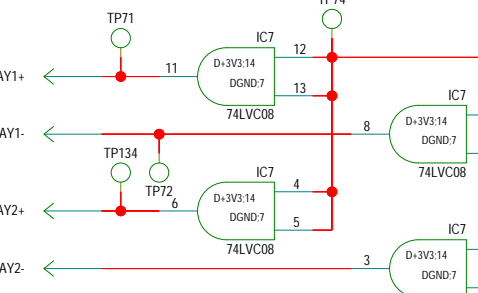 TP74
TP71
IC7
12
D+3V3;14
11
AY1+
DGND;7
13
IC7
74LVC08
D+3V3;14
8
AY1-
DGND;7
TP134
IC7
74LVC08
TP72
4
D+3V3;14
6
AY2+
DGND;7
5
IC7
74LVC08
D+3V3;14
3
AY2-
DGND;7